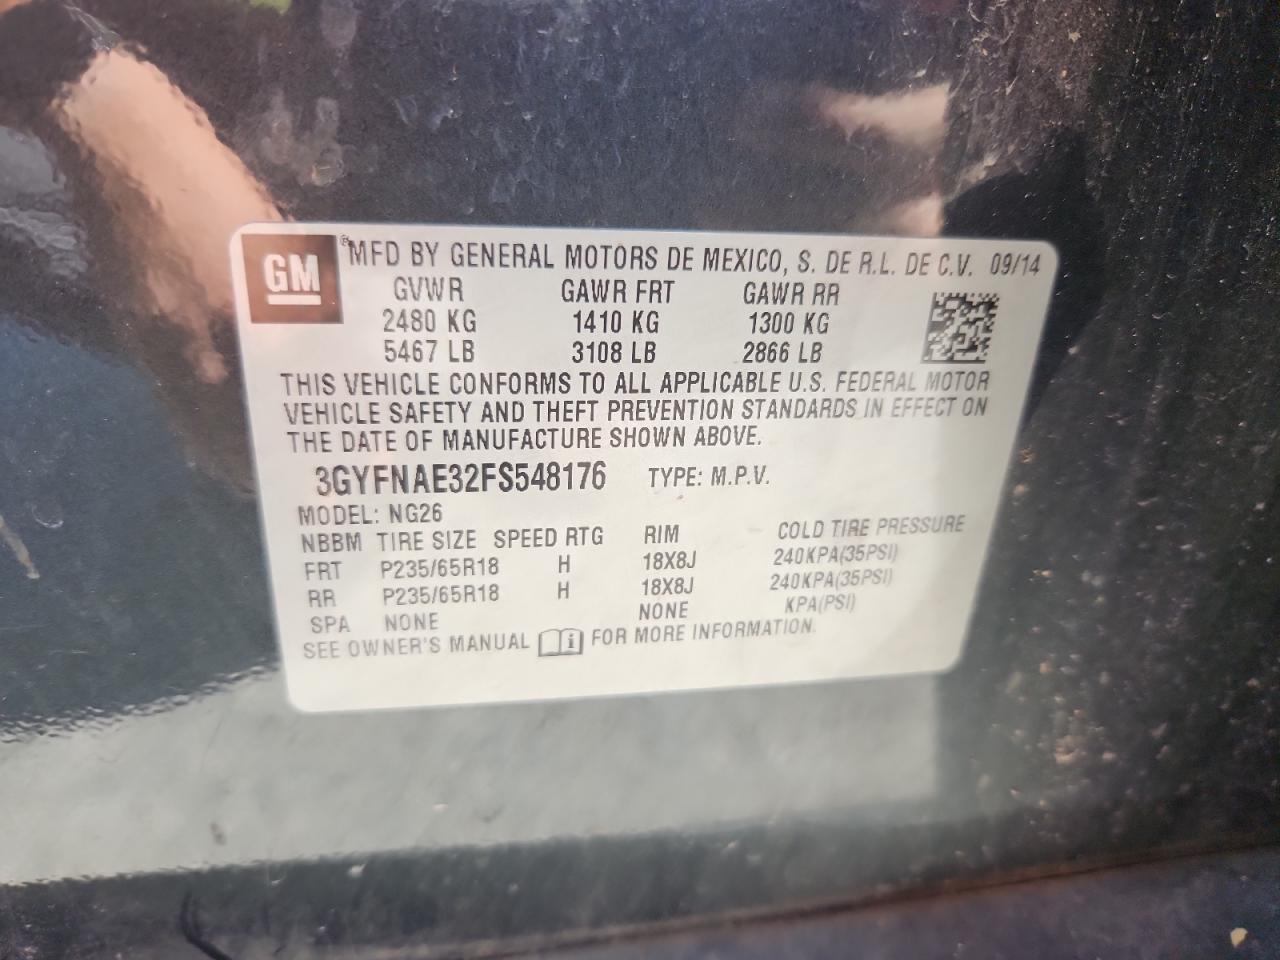 GM ® MFD BY GENERAL MOTORS DE MEXICO, S. DE R.L. DE C.V. 09/14
GVWR GAWR FRT GAWR RR
2480 KG 1410 KG 1300 KG
5467 LB 3108 LB 2866 LB
THIS VEHICLE CONFORMS TO ALL APPLICABLE U.S. FEDERAL MOTOR
VEHICLE SAFETY AND THEFT PREVENTION STANDARDS IN EFFECT ON
THE DATE OF MANUFACTURE SHOWN ABOVE.
3GYFNAE32FS548176 TYPE: M.P.V.
MODEL: NG26
NBBM TIRE SIZE SPEED RTG RIM COLD TIRE PRESSURE
FRT P235/65R18 H 18X8J 240KPA(35PSI)
RR P235/65R18 H 18X8J 240KPA(35PSI)
SPA NONE NONE KPA(PSI)
SEE OWNER'S MANUAL i FOR MORE INFORMATION.